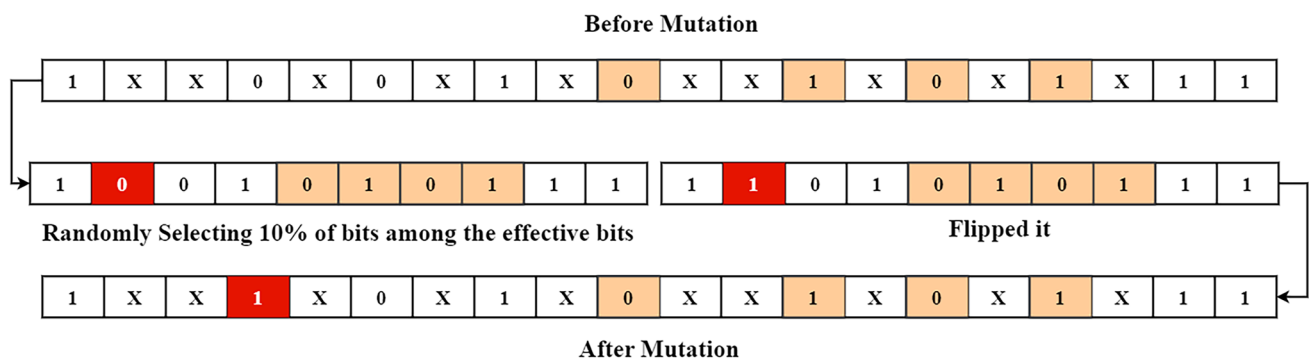 Before Mutation
1 X X 0 X 0 X 1 X 0 X X 1 X 0 X 1 X 1 1
1 0 0 1 0 1 0 1 1 1 1 1 0 1 0 1 0 1 1 1
Randomly Selecting 10% of bits among the effective bits Flipped it
1 X X 1 X 0 X 1 X 0 X X 1 X 0 X 1 X 1 1
After Mutation